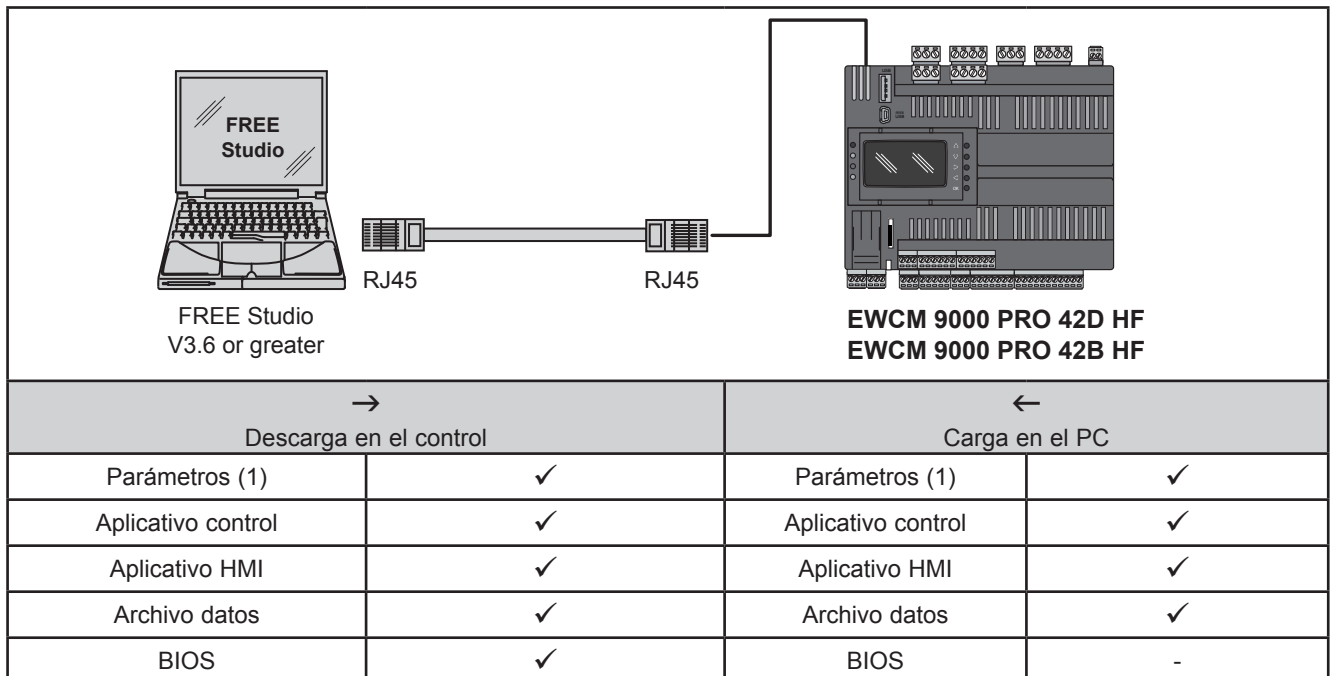 FREE
Studio
RJ45
RJ45
FREE Studio
V3.6 or greater
EWCM 9000 PRO 42D HF
EWCM 9000 PRO 42B HF
→ ←
Descarga en el control Carga en el PC
Parámetros (1) ✓ Parámetros (1) ✓
Aplicativo control ✓ Aplicativo control ✓
Aplicativo HMI ✓ Aplicativo HMI ✓
Archivo datos ✓ Archivo datos ✓
BIOS ✓ BIOS -